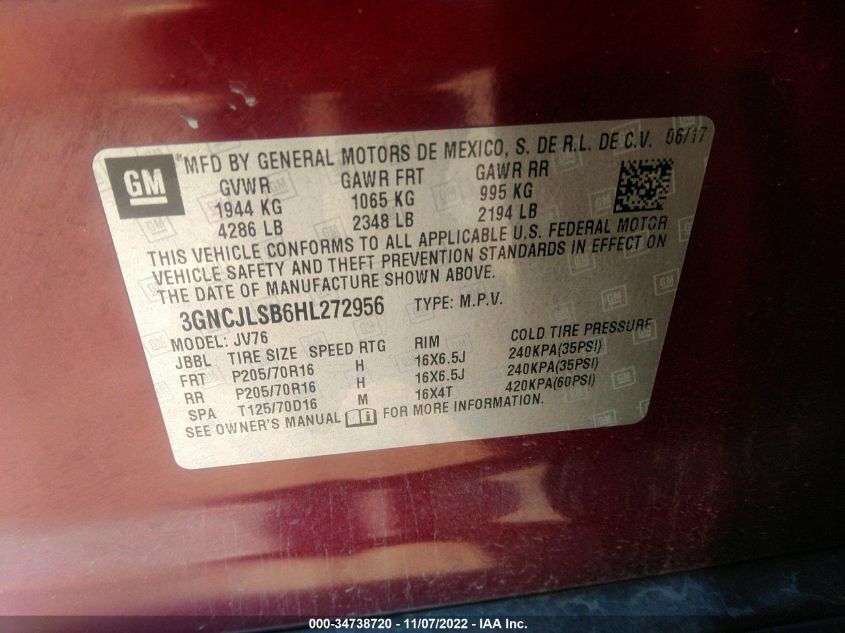 GM
® MFD BY GENERAL MOTORS DE MEXICO, S. DE R.L. DE C.V. 06/17
GVWR GAWR FRT GAWR RR
1944 KG 1065 KG 995 KG
4286 LB 2348 LB 2194 LB
THIS VEHICLE CONFORMS TO ALL APPLICABLE U.S. FEDERAL MOTOR
VEHICLE SAFETY AND THEFT PREVENTION STANDARDS IN EFFECT ON
THE DATE OF MANUFACTURE SHOWN ABOVE.
3GNCJLSB6HL272956 TYPE: M.P.V.
MODEL: JV76
JBBL TIRE SIZE SPEED RTG RIM COLD TIRE PRESSURE
FRT P205/70R16 H 16X6.5J 240KPA(35PSI)
RR P205/70R16 H 16X6.5J 240KPA(35PSI)
SPA T125/70D16 M 16X4T 420KPA(60PSI)
SEE OWNER'S MANUAL FOR MORE INFORMATION.
000-34738720 - 11/07/2022 - IAA Inc.